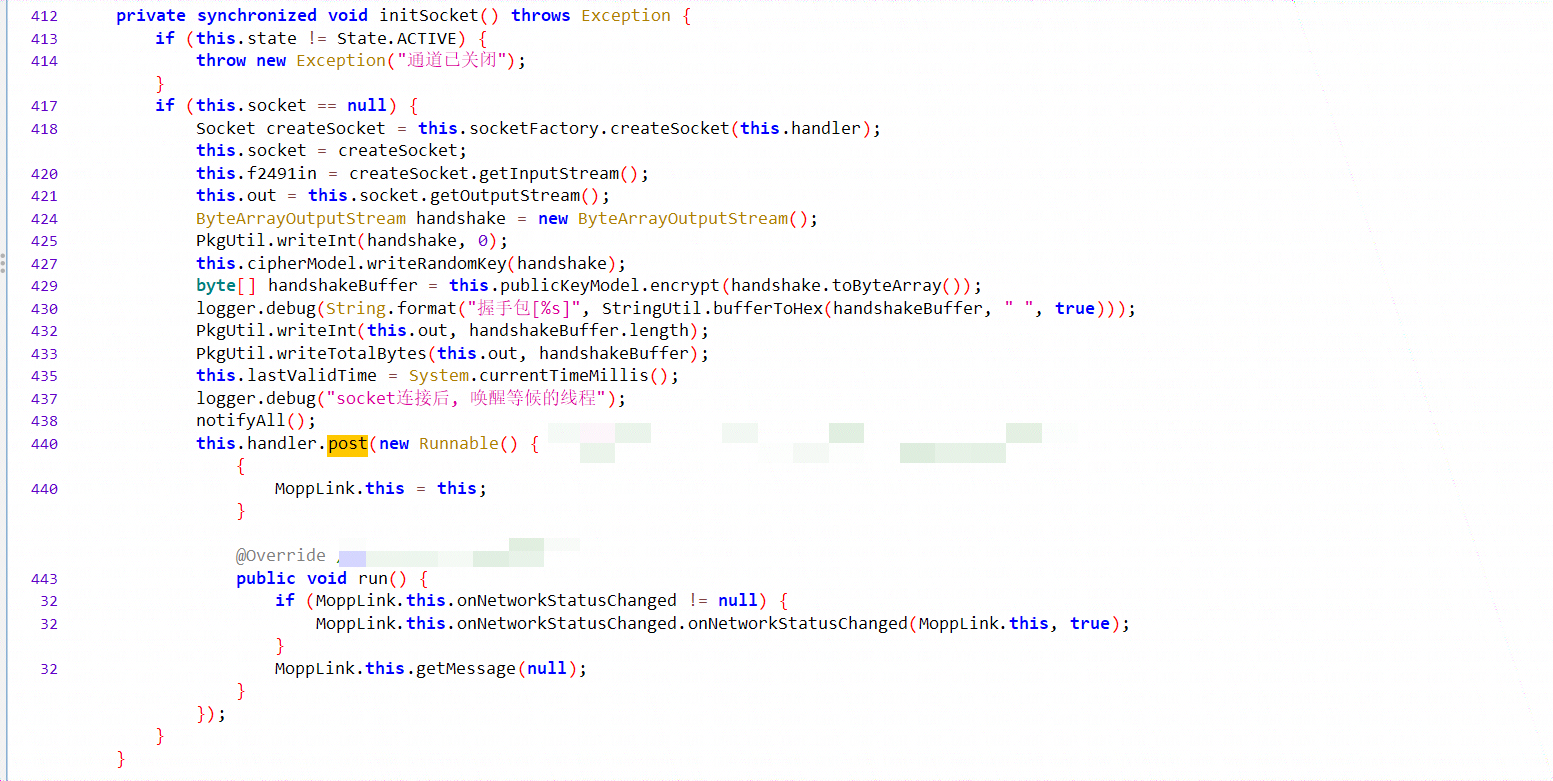 412 private synchronized void initSocket() throws Exception {
413 if (this.state != State.ACTIVE) {
414 throw new Exception("通道已关闭");
}
417 if (this.socket == null) {
418 Socket createSocket = this.socketFactory.createSocket(this.handler);
this.socket = createSocket;
420 this.f2491in = createSocket.getInputStream();
421 this.out = this.socket.getOutputStream();
424 ByteArrayOutputStream handshake = new ByteArrayOutputStream();
425 PkgUtil.writeInt(handshake, 0);
427 this.cipherModel.writeRandomKey(handshake);
429 byte[] handshakeBuffer = this.publicKeyModel.encrypt(handshake.toByteArray());
430 logger.debug(String.format("握手包[%s]", StringUtil.bufferToHex(handshakeBuffer, " ", true)));
432 PkgUtil.writeInt(this.out, handshakeBuffer.length);
433 PkgUtil.writeTotalBytes(this.out, handshakeBuffer);
435 this.lastValidTime = System.currentTimeMillis();
437 logger.debug("socket连接后, 唤醒等候的线程");
438 notifyAll();
440 this.handler.post(new Runnable() {
{
440 MoppLink.this = this;
}
@Override
443 public void run() {
32 if (MoppLink.this.onNetworkStatusChanged != null) {
32 MoppLink.this.onNetworkStatusChanged.onNetworkStatusChanged(MoppLink.this, true);
}
32 MoppLink.this.getMessage(null);
}
});
}
}